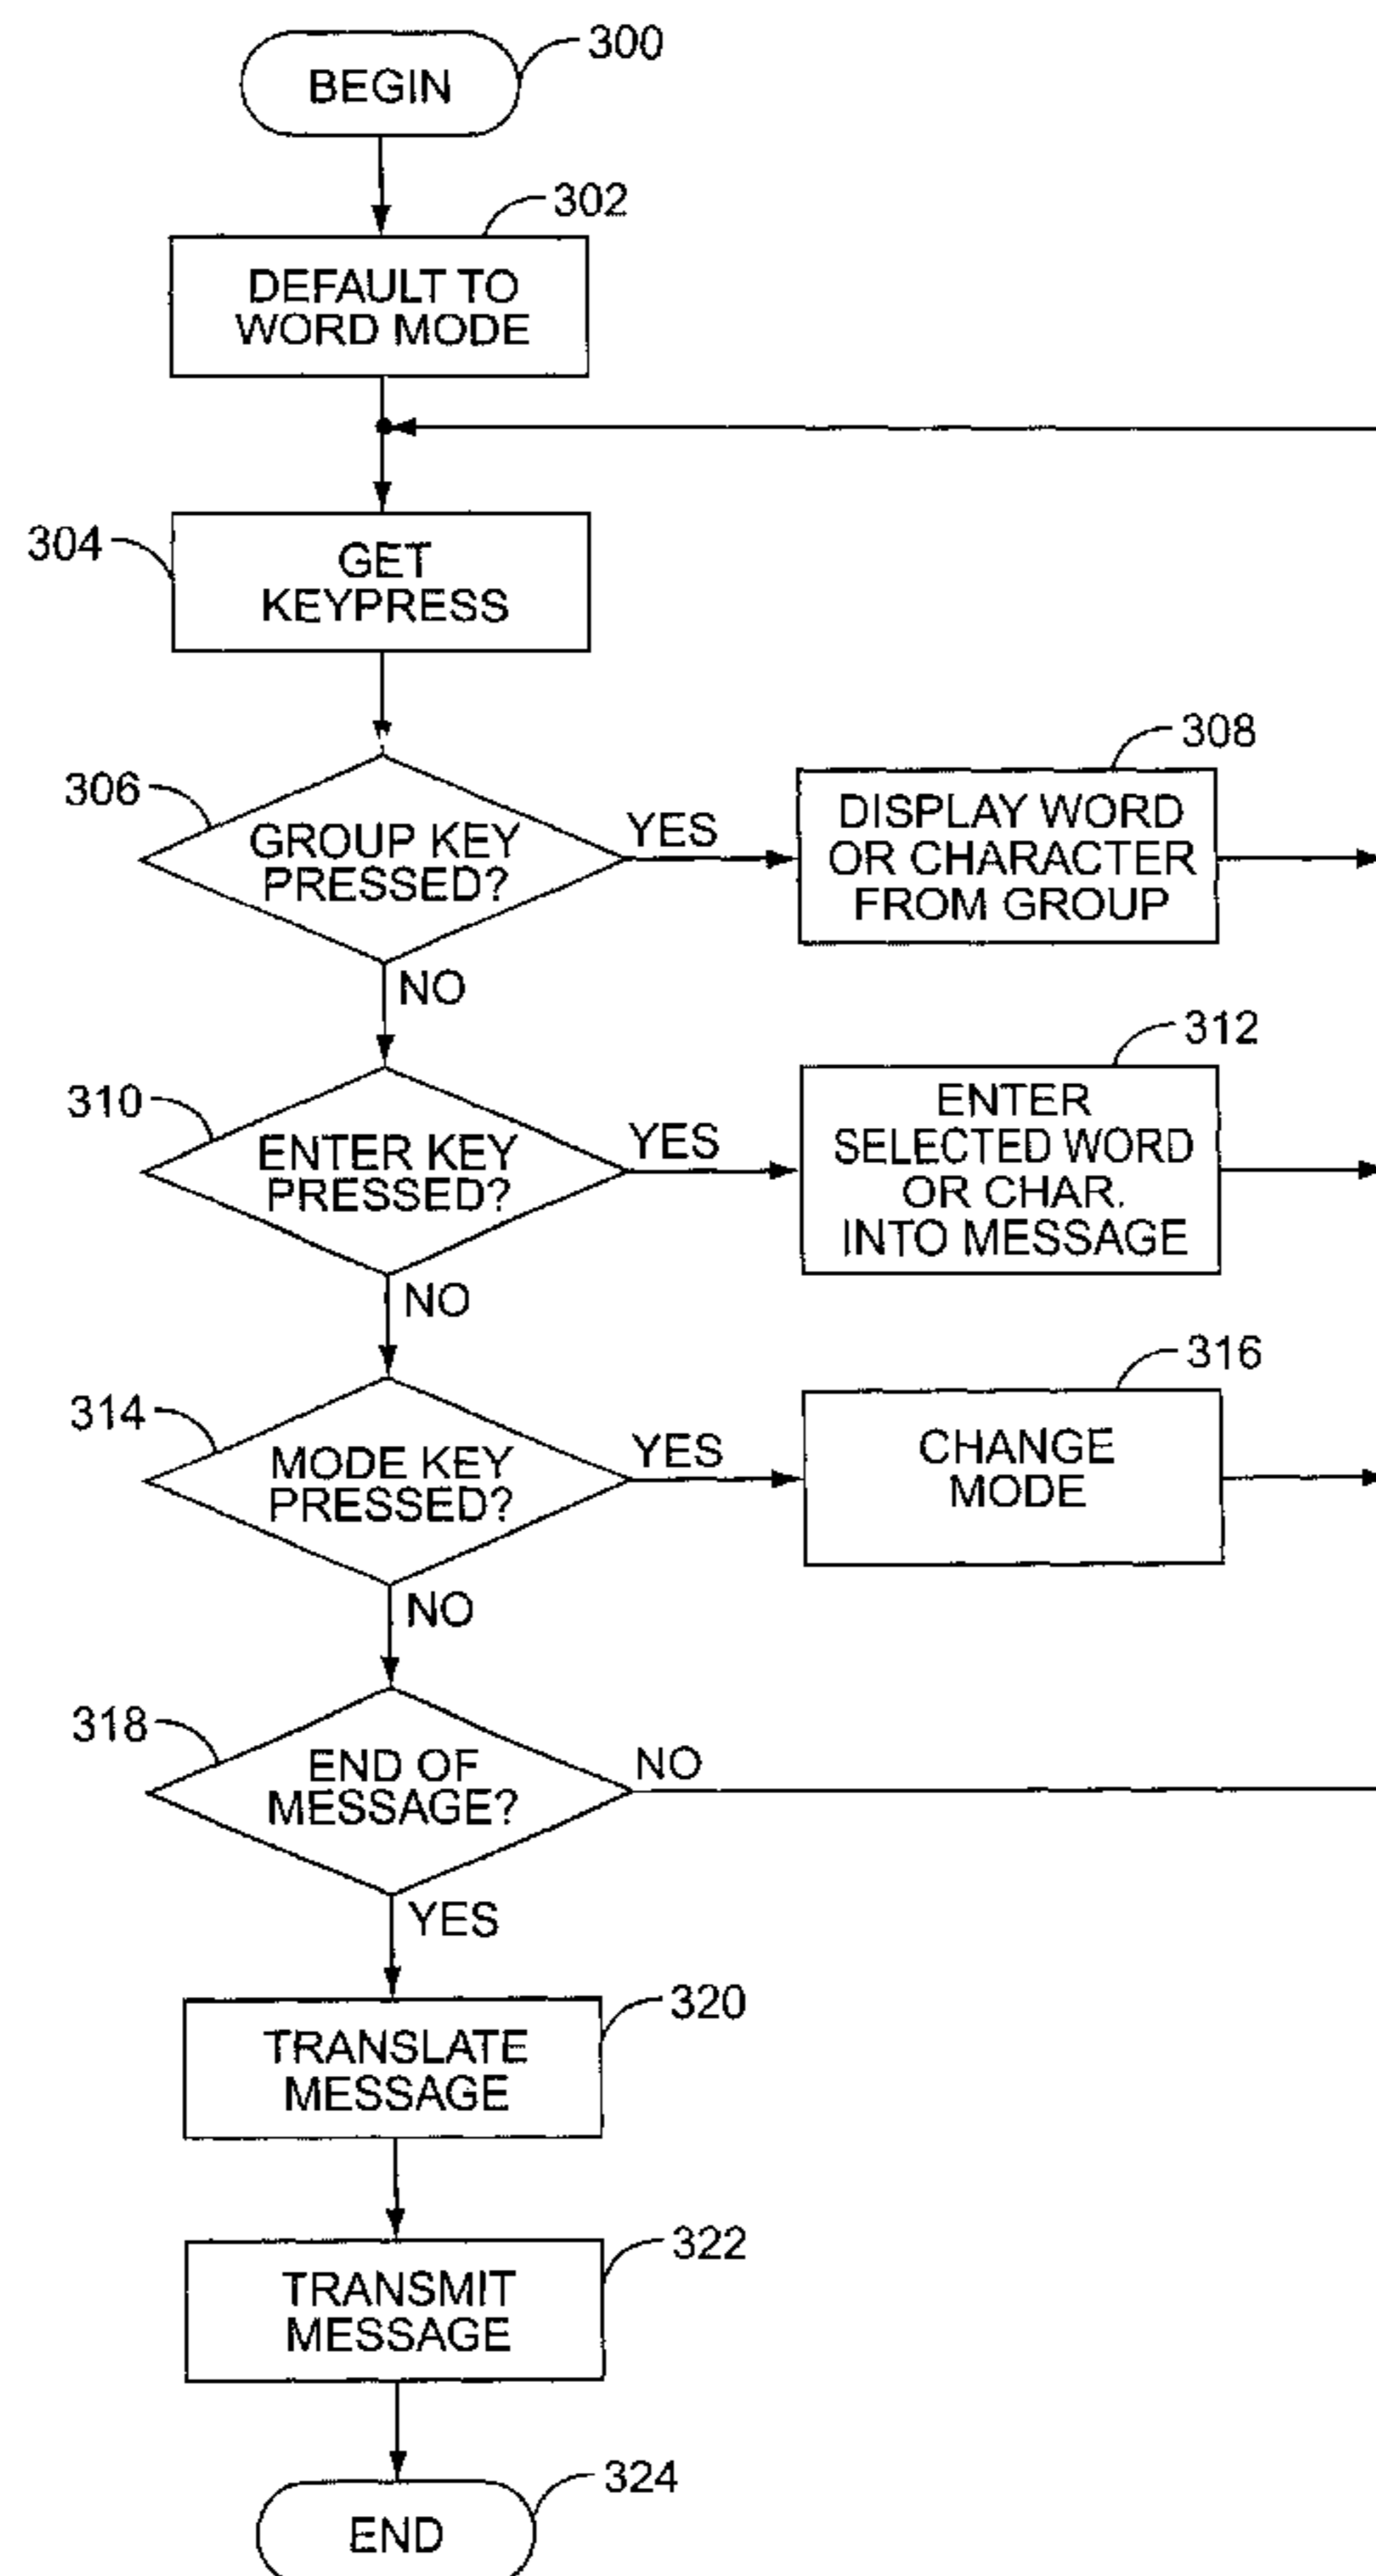 BEGIN
300
302
DEFAULT TO
WORD MODE
304
GET
KEYPRESS
306
GROUP KEY
PRESSED?
YES
308
DISPLAY WORD
OR CHARACTER
FROM GROUP
NO
310
ENTER KEY
PRESSED?
YES
312
ENTER
SELECTED WORD
OR CHAR.
INTO MESSAGE
NO
314
MODE KEY
PRESSED?
YES
316
CHANGE
MODE
NO
318
END OF
MESSAGE?
NO
YES
320
TRANSLATE
MESSAGE
322
TRANSMIT
MESSAGE
324
END